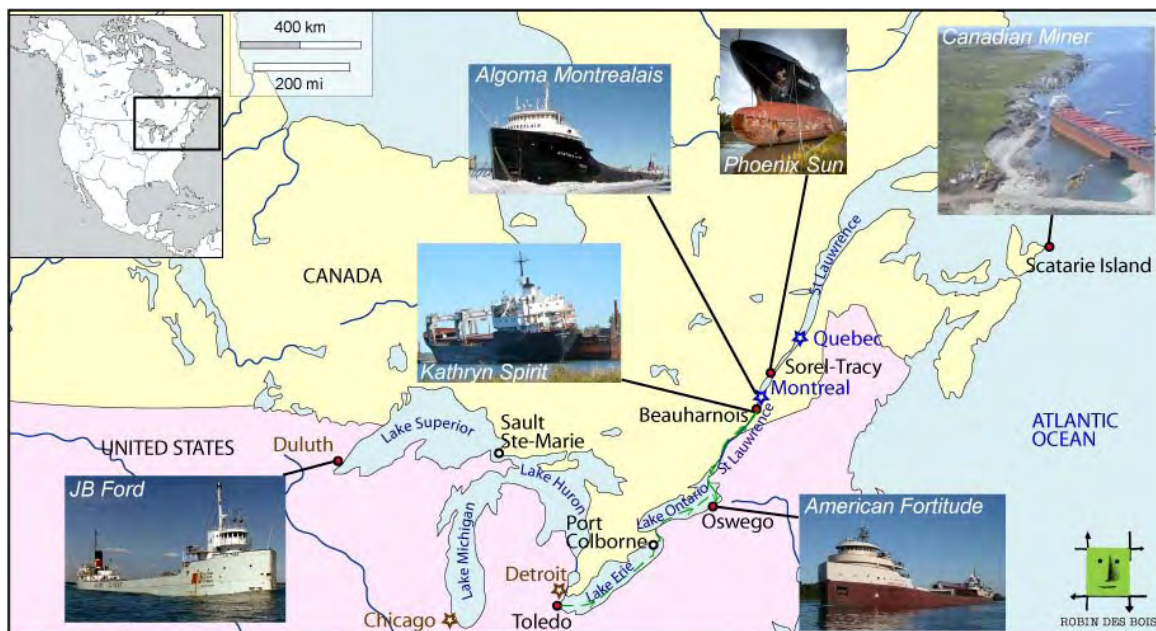 400 km
200 mi
Algoma Montrealais
Phoenix Sun
Canadian Miner
Scatarie Island
CANADA
St Lauwrence
Quebec
Sorel-Tracy
Montreal
Kathryn Spirit
Beauharnois
ATLANTIC
OCEAN
UNITED STATES
Duluth
Lake Superior
Sault
Ste-Marie
St Lauwrence
JB Ford
Lake Huron
Lake Michigan
Lake Ontario
Oswego
American Fortitude
Port
Colborne
Lake Erie
Detroit
Toledo
Chicago
ROBIN DES BOIS